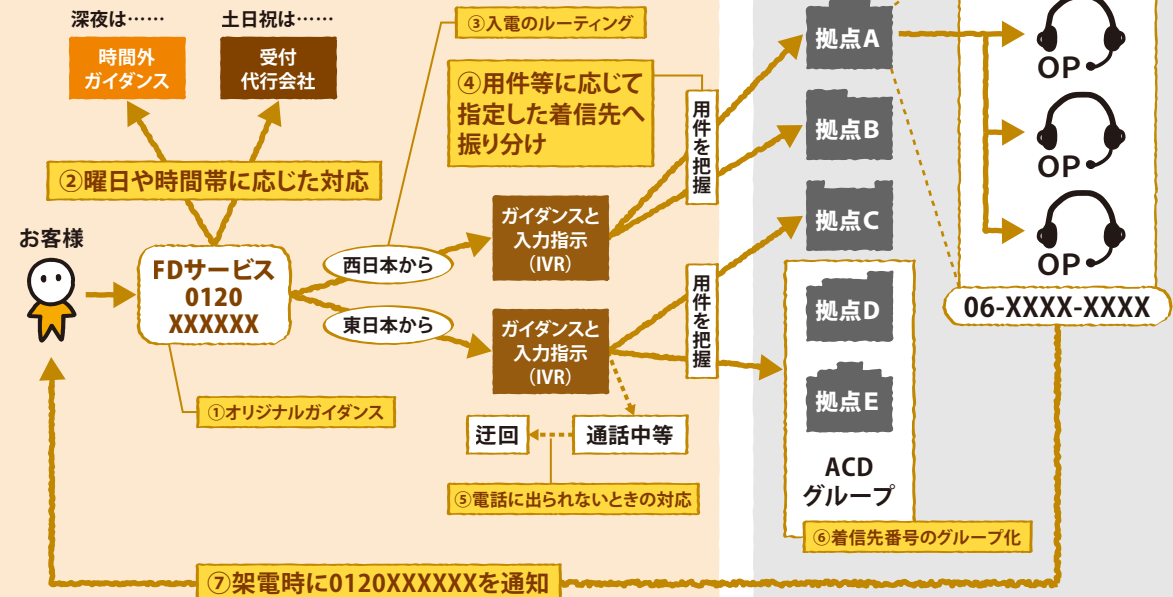 深夜は……
土日祝は……
時間外
ガイダンス
受付
代行会社
③入電のルーティング
④用件等に応じて
指定した着信先へ
振り分け
②曜日や時間帯に応じた対応
お客様
FDサービス
0120
XXXXXX
西日本から
東日本から
ガイダンスと
入力指示
（IVR）
ガイダンスと
入力指示
（IVR）
用件を把握
用件を把握
①オリジナルガイダンス
迂回
通話中等
⑤電話に出られないときの対応
拠点A
拠点B
拠点C
拠点D
拠点E
ACD
グループ
⑥着信先番号のグループ化
OP
OP
OP
06-XXXX-XXXX
⑦架電時に0120XXXXXXを通知